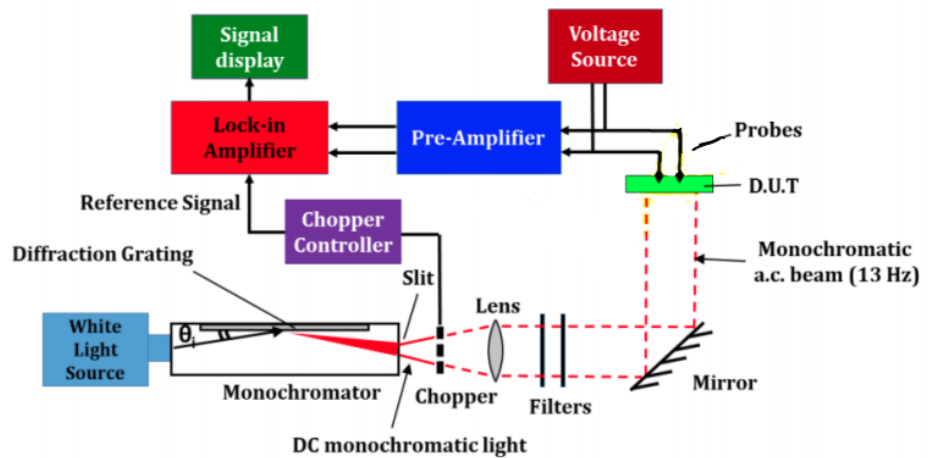 Signal
display
Voltage
Source
Lock-in
Amplifier
Pre-Amplifier
Probes
D.U.T
Reference Signal
Chopper
Controller
Monochromatic
a.c. beam (13 Hz)
Diffraction Grating
Slit
Lens
White
Light
Source
θi
Monochromator
Chopper
Filters
Mirror
DC monochromatic light